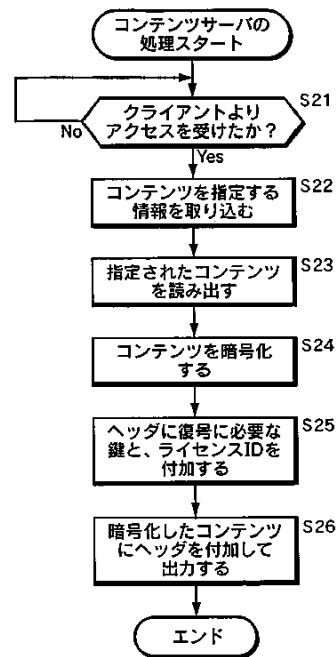 コンテンツサーバの
処理スタート
S21
クライアントより
アクセスを受けたか？
No
Yes
S22
コンテンツを指定する
情報を取り込む
S23
指定されたコンテンツ
を読み出す
S24
コンテンツを暗号化
する
S25
ヘッダに復号に必要な
鍵と、ライセンスIDを
付加する
S26
暗号化したコンテンツ
にヘッダを付加して
出力する
エンド